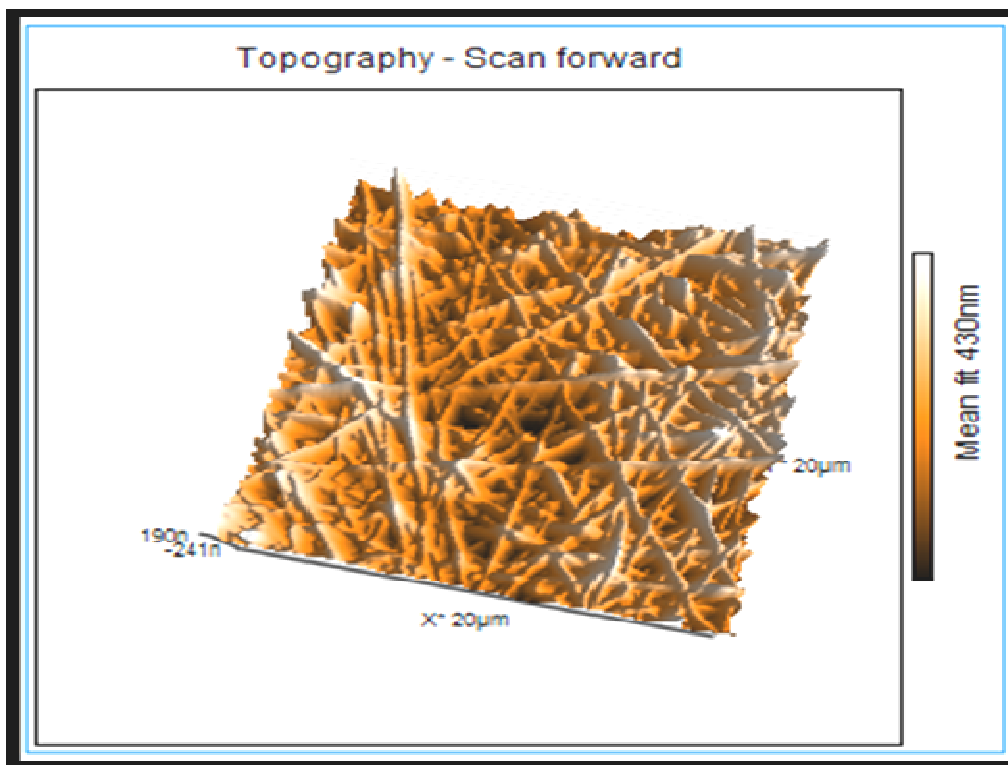 Topography - Scan forward
Mean fit 430nm
20µm
190n
-241n
X* 20µm